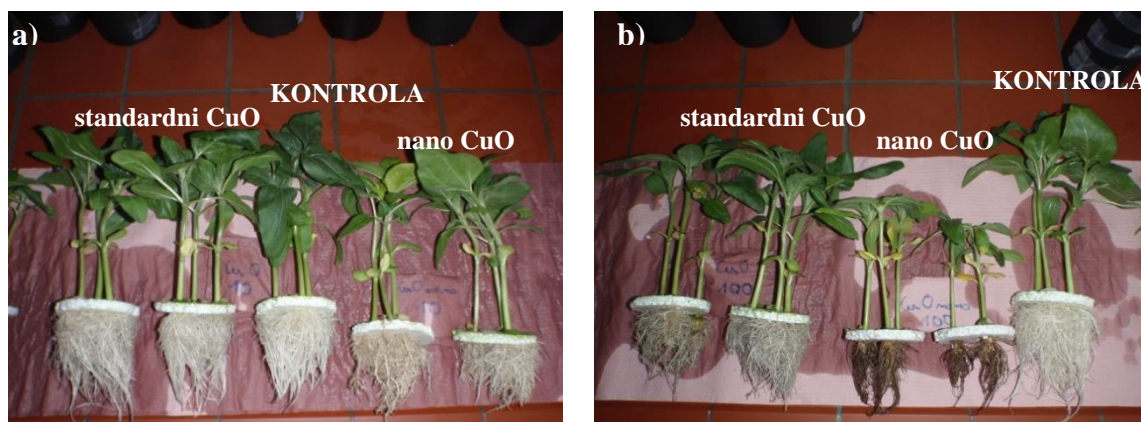 a)
KONTROLA
standardni CuO
nano CuO
b)
KONTROLA
standardni CuO
nano CuO